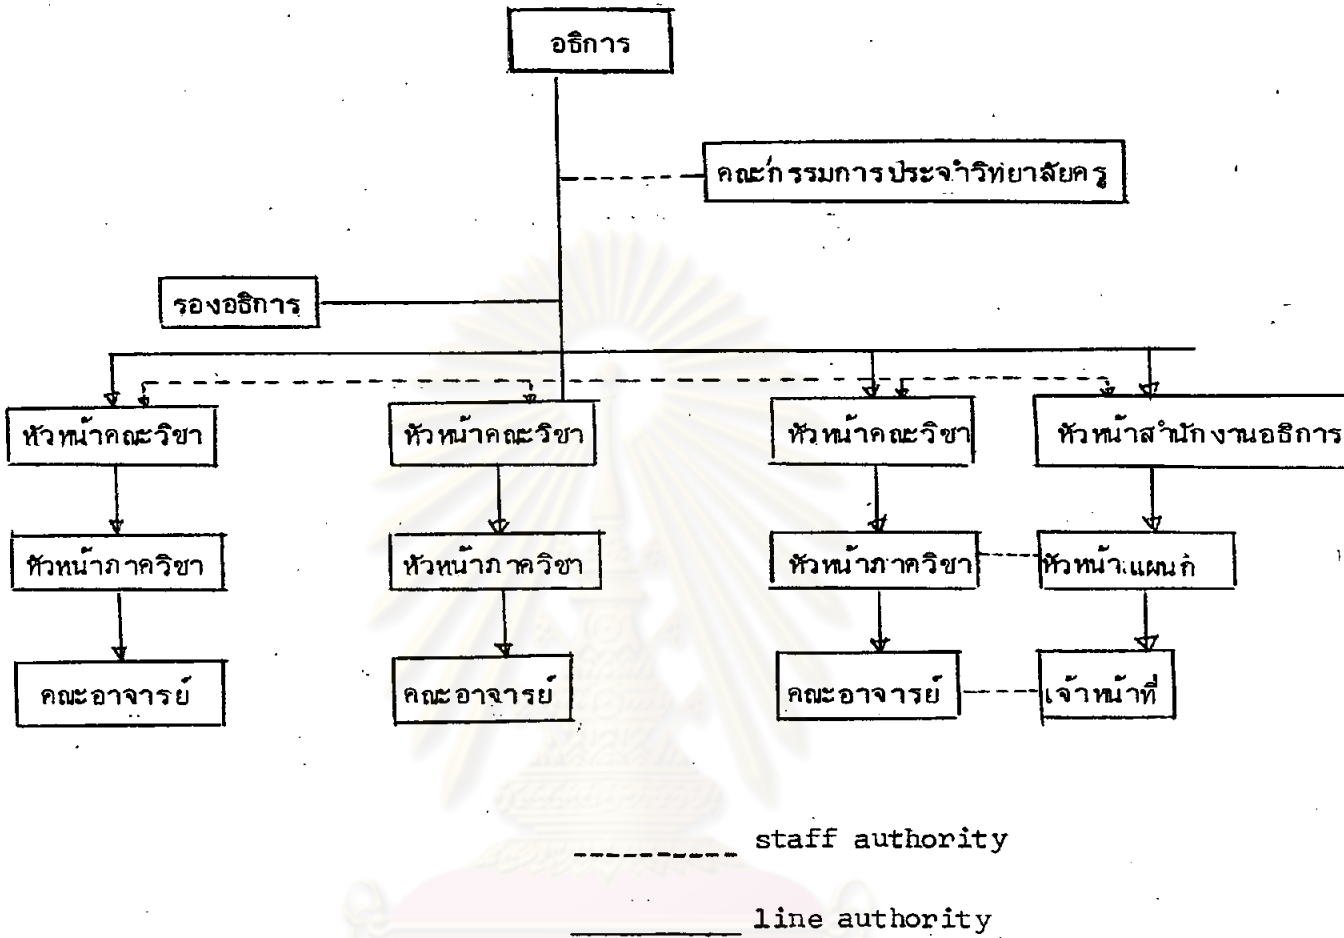 อธิการ
คณะกรรมการประจำวิทยาลัยครู
รองอธิการ
หัวหน้าคณะวิชา
หัวหน้าคณะวิชา
หัวหน้าคณะวิชา
หัวหน้าสำนักงานอธิการ
หัวหน้าภาควิชา
หัวหน้าภาควิชา
หัวหน้าภาควิชา
หัวหน้าแผนก
คณะอาจารย์
คณะอาจารย์
คณะอาจารย์
เจ้าหน้าที่
staff authority
line authority